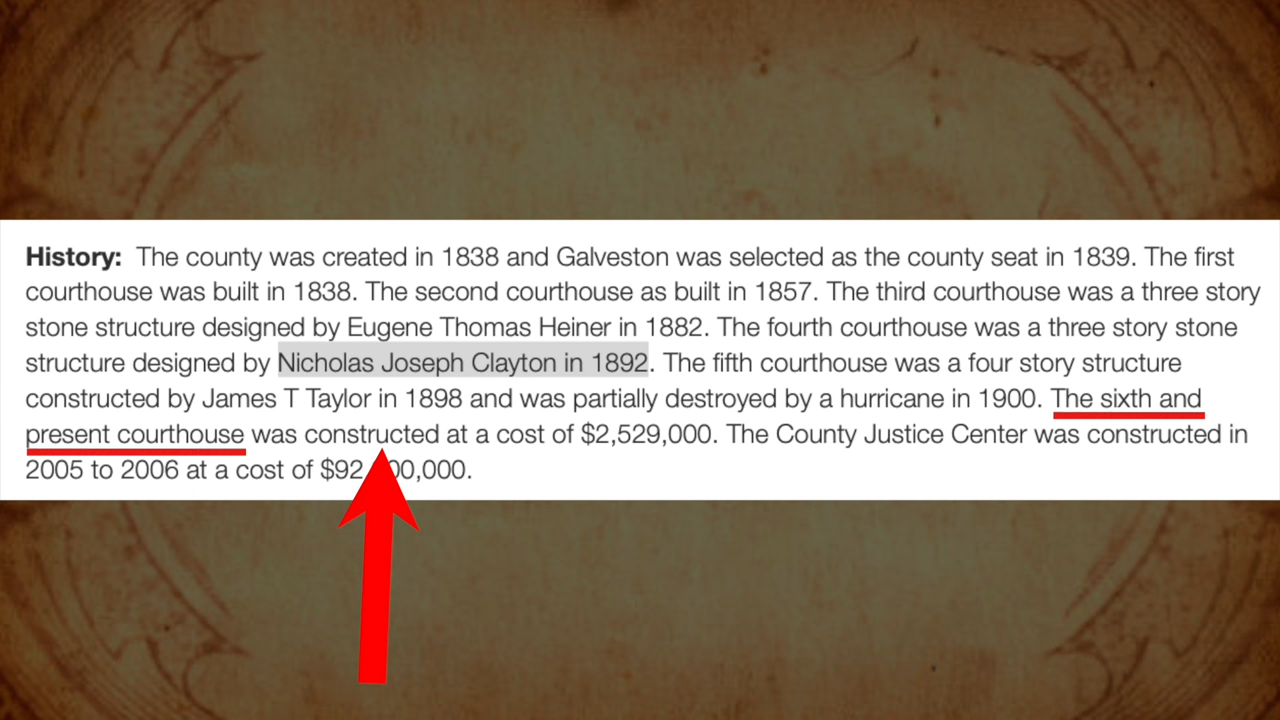 History: The county was created in 1838 and Galveston was selected as the county seat in 1839. The first
courthouse was built in 1838. The second courthouse as built in 1857. The third courthouse was a three story
stone structure designed by Eugene Thomas Heiner in 1882. The fourth courthouse was a three story stone
structure designed by Nicholas Joseph Clayton in 1892. The fifth courthouse was a four story structure
constructed by James T Taylor in 1898 and was partially destroyed by a hurricane in 1900. The sixth and
present courthouse was constructed at a cost of $2,529,000. The County Justice Center was constructed in
2005 to 2006 at a cost of